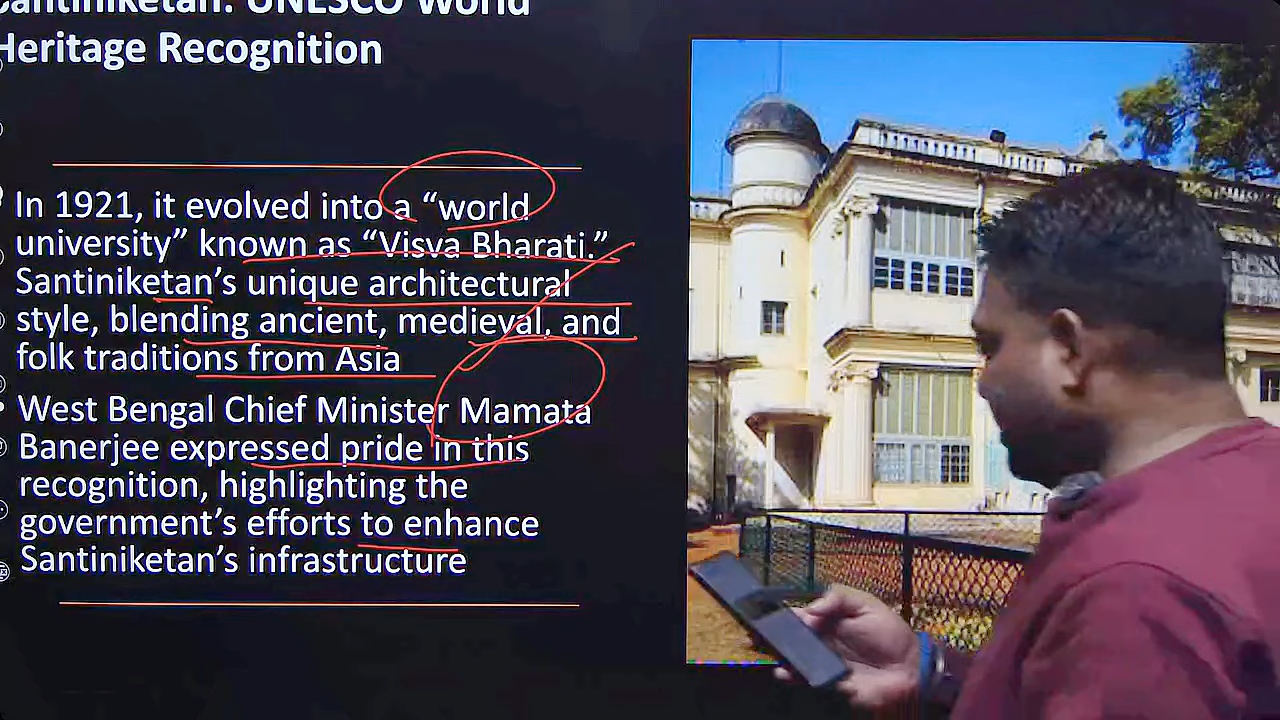 Santiniketan: UNESCO World
Heritage Recognition
In 1921, it evolved into a “world
university” known as “Visva Bharati.”
Santiniketan’s unique architectural
style, blending ancient, medieval, and
folk traditions from Asia
West Bengal Chief Minister Mamata
Banerjee expressed pride in this
recognition, highlighting the
government’s efforts to enhance
Santiniketan’s infrastructure